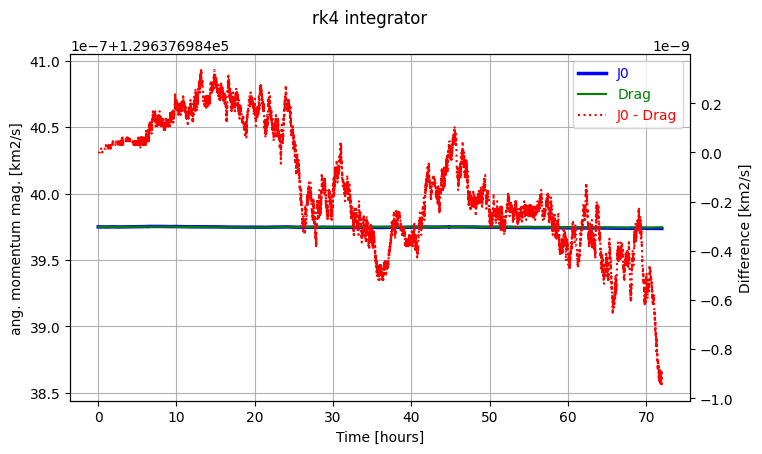 rk4 integrator
1e-7+1.296376984e5
1e-9
41.0
40.5
40.0
39.5
39.0
38.5
ang. momentum mag. [km2/s]
J0
Drag
J0 - Drag
0.2
0.0
−0.2
−0.4
−0.6
−0.8
−1.0
Difference [km2/s]
0 10 20 30 40 50 60 70
Time [hours]